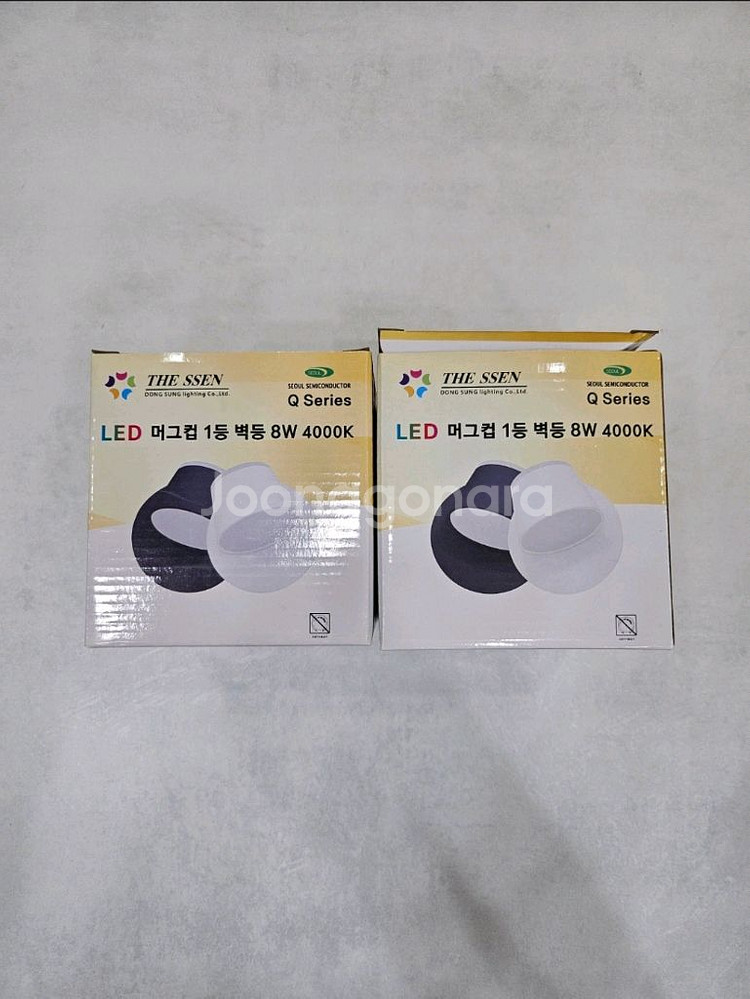 THE SSEN
DONG SUNG lighting Co.,Ltd.
SEOUL
SEOUL SEMICONDUCTOR
Q Series
LED 머그컵 1등 벽등 8W 4000K
THE SSEN
DONG SUNG lighting Co.,Ltd.
SEOUL
SEOUL SEMICONDUCTOR
Q Series
LED 머그컵 1등 벽등 8W 4000K
Joonggonara